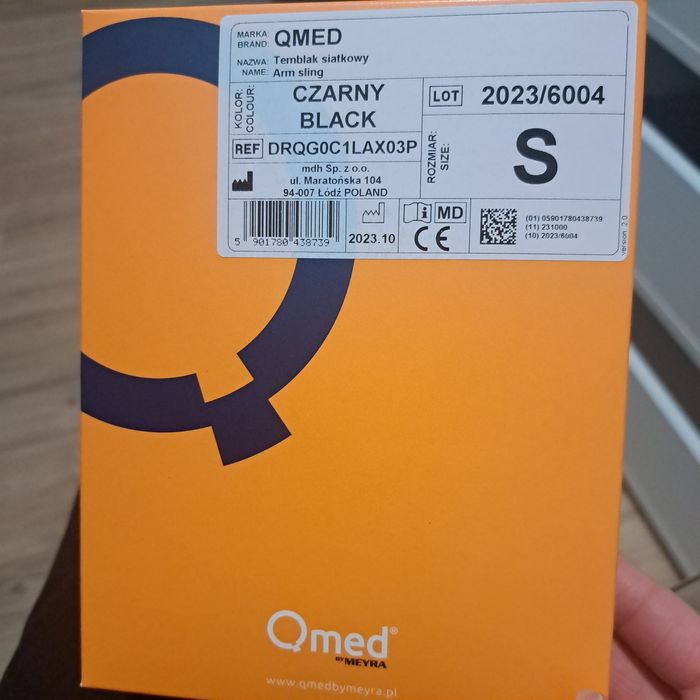 MARKA:
BRAND: QMED
NAZWA: Temblak siatkowy
NAME: Arm sling
KOLOR:
COLOUR:
CZARNY
BLACK
LOT 2023/6004
REF DRQG0C1LAX03P
ROZMIAR:
SIZE:
S
mdh Sp. z o.o.
ul. Maratońska 104
94-007 Łódź POLAND
5 901780 438739
2023.10
i MD
CE
(01) 05901780438739
(11) 231000
(10) 2023/6004
version: 2.0
Qmed®
BY MEYRA
www.qmedbymeyra.pl